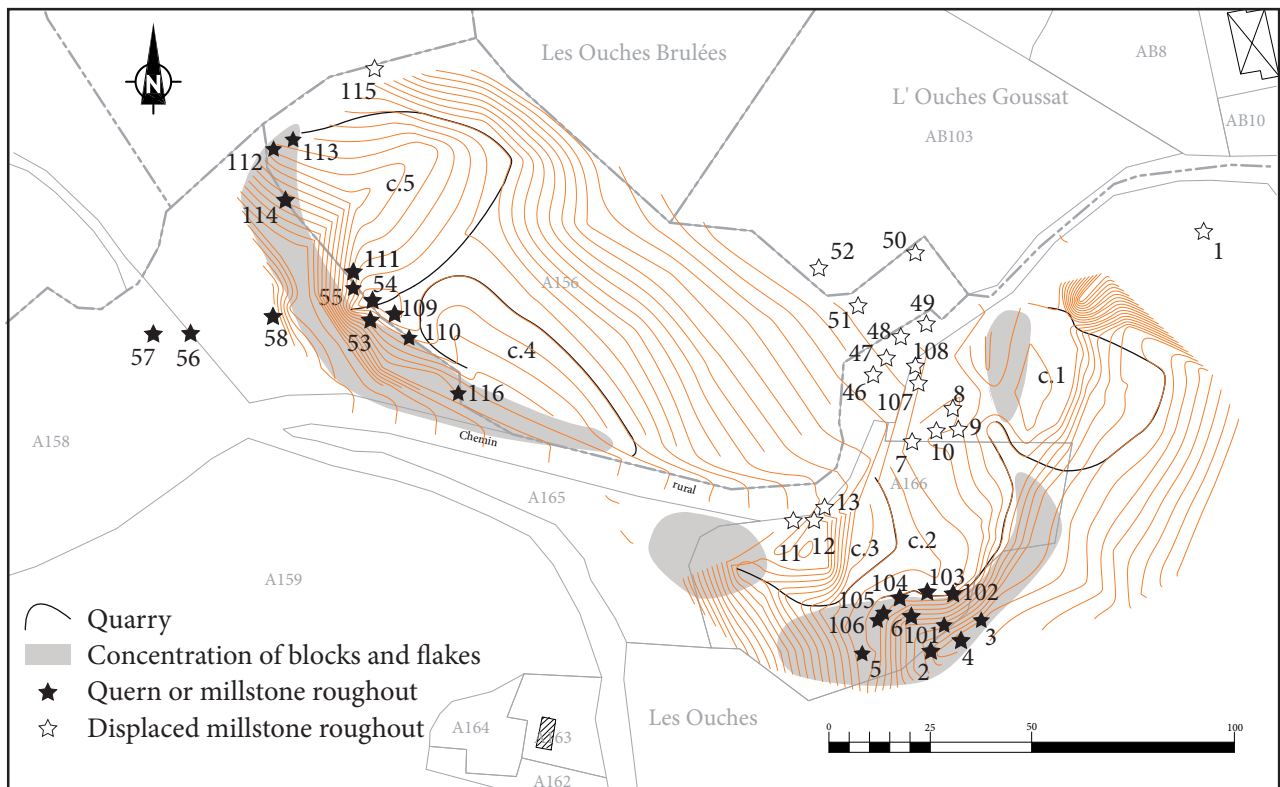 Les Ouches Brulées
AB8
N
115
L' Ouches Goussat
AB103
AB10
113
112
c.5
114
52
50
1
111
54
55
109
A156
51
49
48
58
53
110
47
108
57
56
c.4
46
107
c.1
116
8
9
10
7
Chemin
A158
rural
A166
A165
13
11
12
c.3
c.2
A159
104
103
102
105
106
6
101
3
5
2
4
Quarry
Concentration of blocks and flakes
Quern or millstone roughout
Displaced millstone roughout
Les Ouches
A164
A163
A162
0
25
50
100